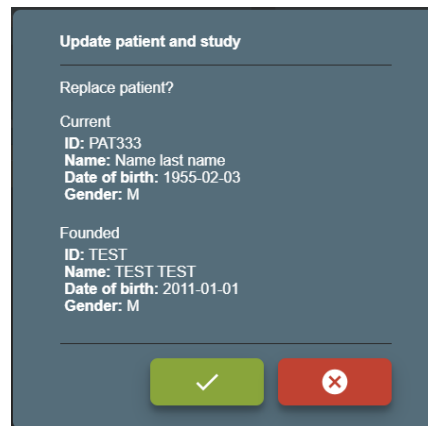 Update patient and study
Replace patient?
Current
ID: PAT333
Name: Name last name
Date of birth: 1955-02-03
Gender: M
Founded
ID: TEST
Name: TEST TEST
Date of birth: 2011-01-01
Gender: M